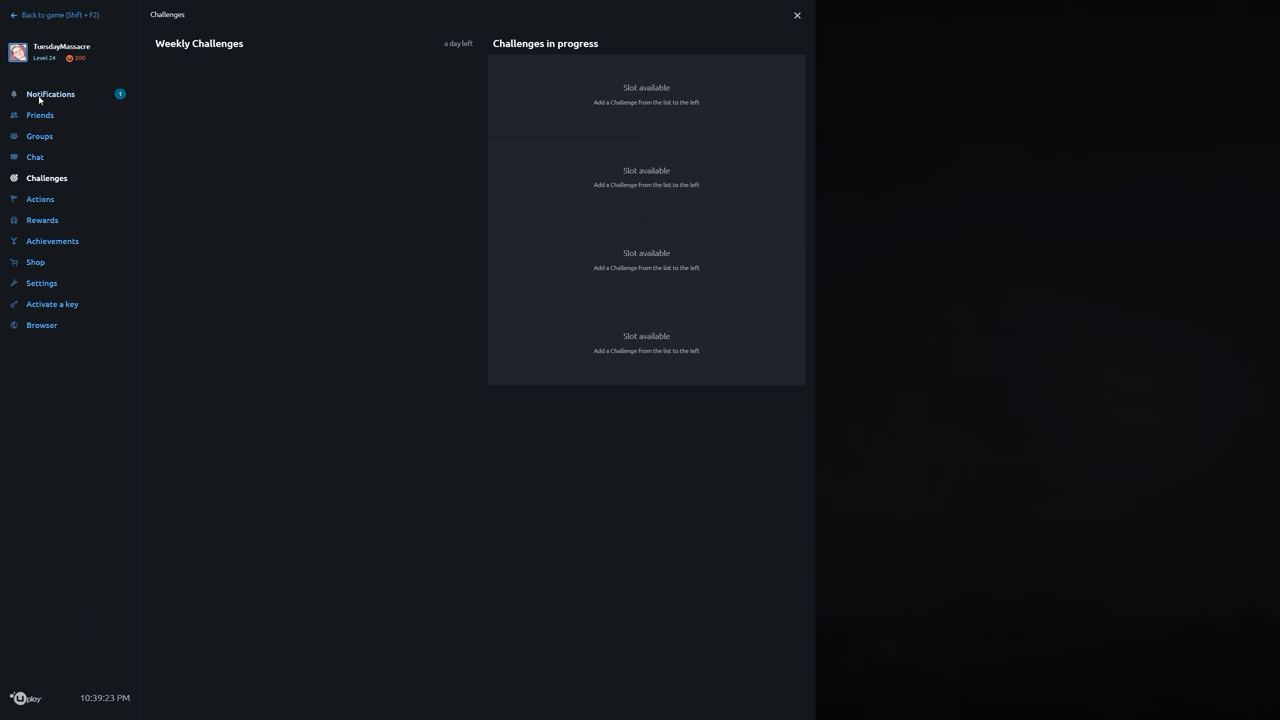 Back to game (Shift + F2)
TuesdayMassacre
Level 24
200
Notifications
1
Friends
Groups
Chat
Challenges
Actions
Rewards
Achievements
Shop
Settings
Activate a key
Browser
uplay
10:39:23 PM
Challenges
Weekly Challenges
a day left
Challenges in progress
Slot available
Add a Challenge from the list to the left
Slot available
Add a Challenge from the list to the left
Slot available
Add a Challenge from the list to the left
Slot available
Add a Challenge from the list to the left